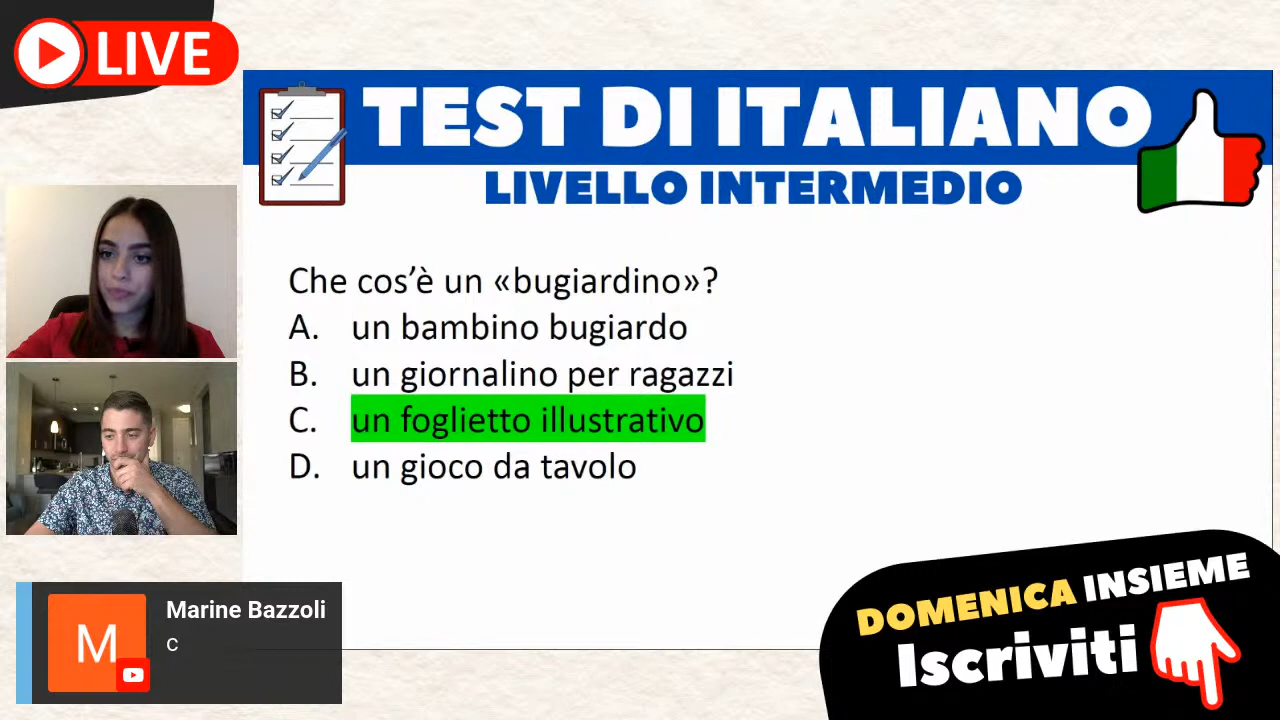 LIVE
TEST DI ITALIANO
LIVELLO INTERMEDIO
Che cos'è un «bugiardino»?
A. un bambino bugiardo
B. un giornalino per ragazzi
C. un foglietto illustrativo
D. un gioco da tavolo
M
Marine Bazzoli
C
DOMENICA INSIEME
Iscriviti